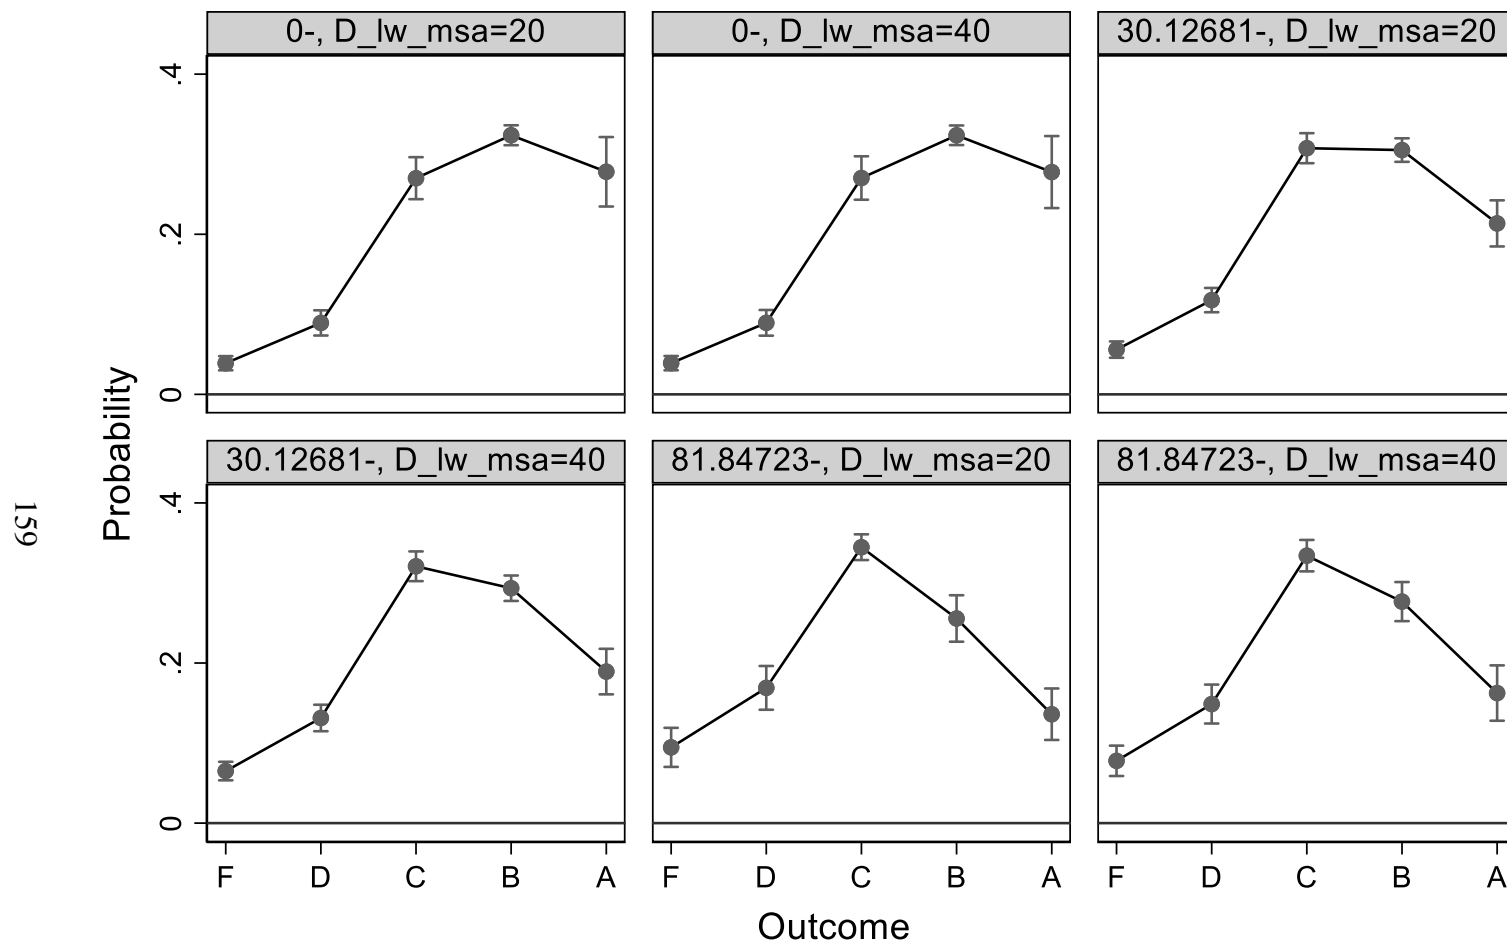 0-, D_lw_msa=20
0-, D_lw_msa=40
30.12681-, D_lw_msa=20
.4
.2
0
30.12681-, D_lw_msa=40
81.84723-, D_lw_msa=20
81.84723-, D_lw_msa=40
.4
.2
0
Probability
F D C B A
F D C B A
F D C B A
Outcome
159